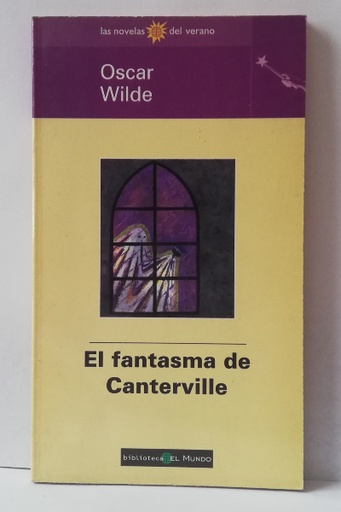 las novelas del verano
Oscar
Wilde
El fantasma de
Canterville
biblioteca EL MUNDO